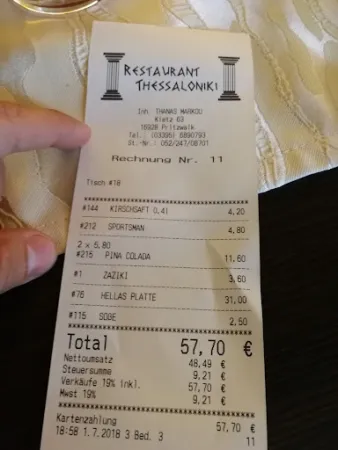 RESTAURANT
THESSALONIKI
Inh. THANAS MARKOU
Kietz 63
16928 Pritzwalk
Tel. (03395) 6890793
St.-Nr.: 052/247/08701
Rechnung Nr. 11
Tisch #18
#144 KIRSCHSAFT 0,4l 4,20
#212 SPORTSMAN 4,80
2 x 5,80
#215 PINA COLADA 11,60
#1 ZAZIKI 3,60
#76 HELLAS PLATTE 31,00
#115 SOßE 2,50
Total 57,70 €
Nettoumsatz 48,49 €
Steuersumme 9,21 €
Verkäufe 19% inkl. 57,70 €
Mwst 19% 9,21 €
Kartenzahlung 57,70 €
18:58 1.7.2018 3 Bed. 3 11